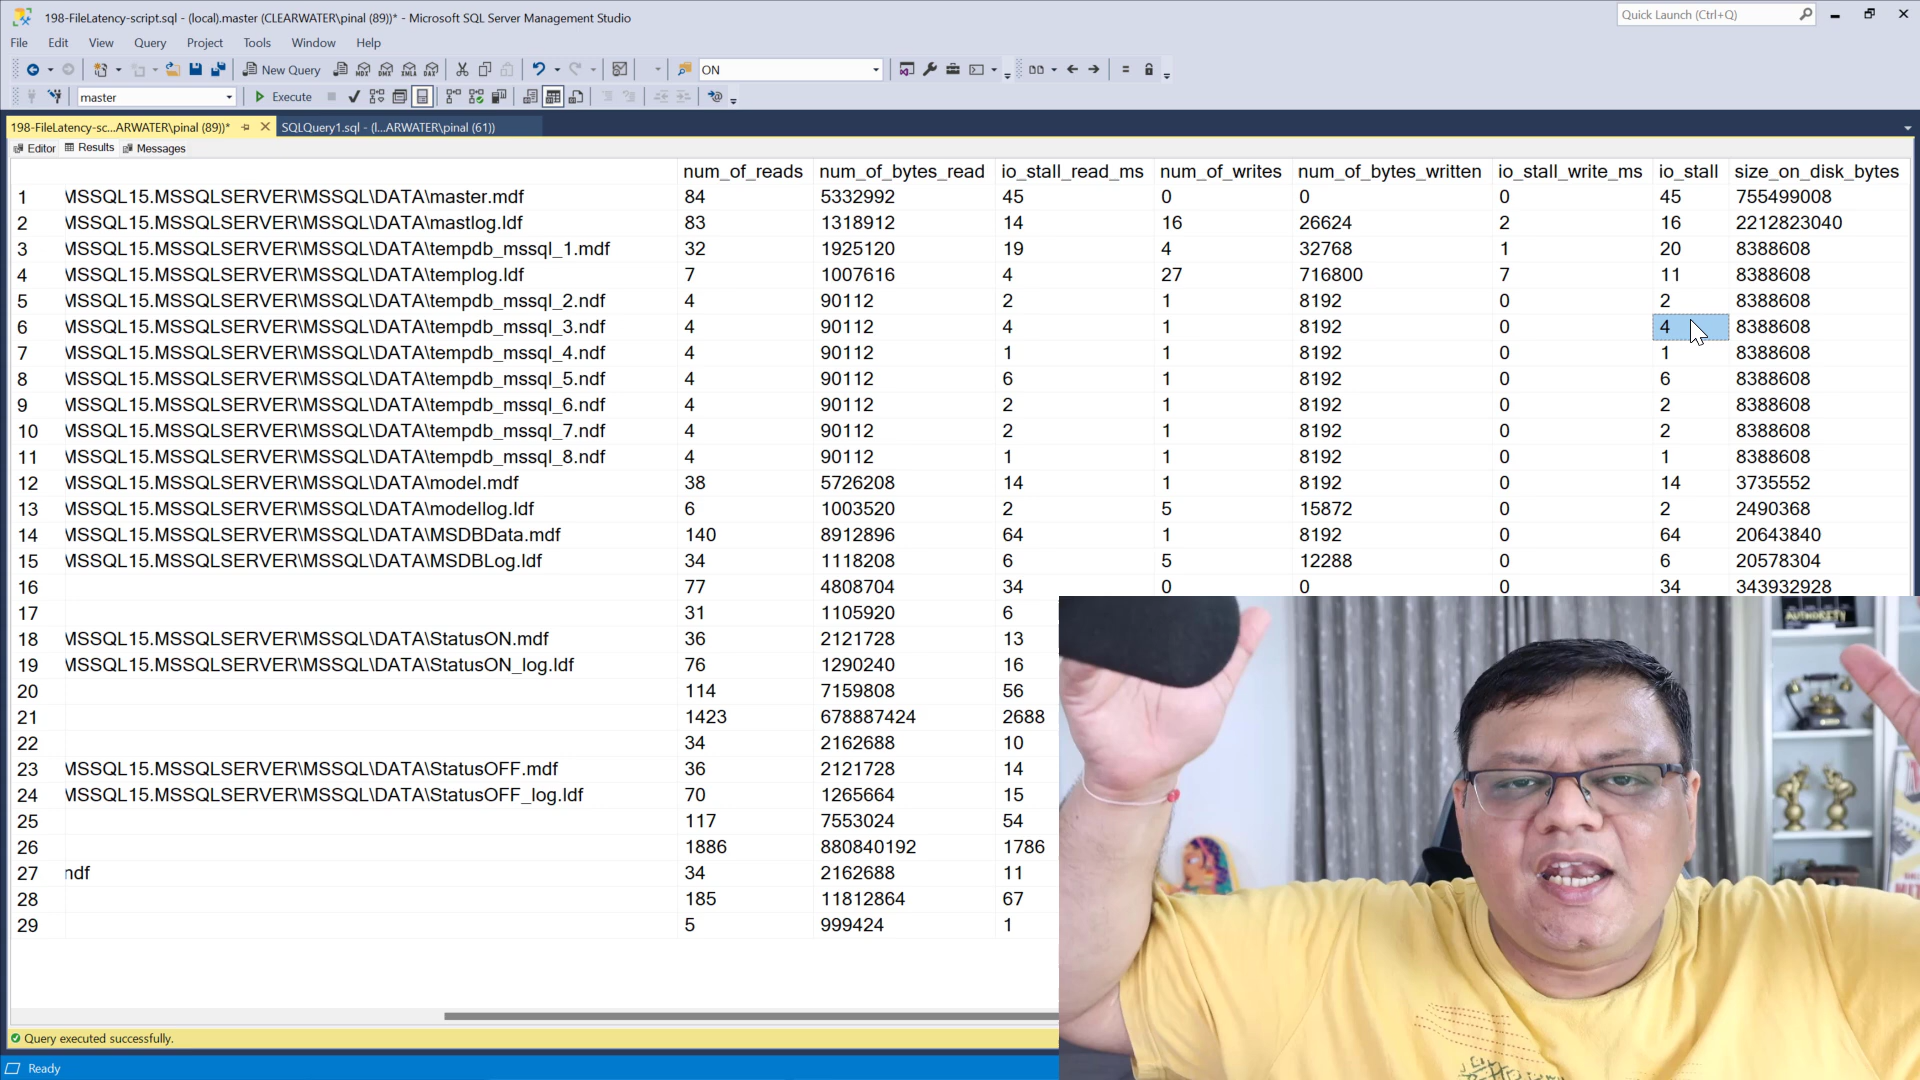 198-FileLatency-script.sql - (local).master (CLEARWATER\pinal (89))* - Microsoft SQL Server Management Studio
Quick Launch (Ctrl+Q)
File Edit View Query Project Tools Window Help
New Query MDX DMX XMLA DAX ON
master Execute
198-FileLatency-sc...ARWATER\pinal (89))* SQLQuery1.sql - (l...ARWATER\pinal (61))
Editor Results Messages
num_of_reads num_of_bytes_read io_stall_read_ms num_of_writes num_of_bytes_written io_stall_write_ms io_stall size_on_disk_bytes
1 MSSQL15.MSSQLSERVER\MSSQL\DATA\master.mdf 84 5332992 45 0 0 0 45 755499008
2 MSSQL15.MSSQLSERVER\MSSQL\DATA\mastlog.ldf 83 1318912 14 16 26624 2 16 2212823040
3 MSSQL15.MSSQLSERVER\MSSQL\DATA\tempdb_mssql_1.mdf 32 1925120 19 4 32768 1 20 8388608
4 MSSQL15.MSSQLSERVER\MSSQL\DATA\templog.ldf 7 1007616 4 27 716800 7 11 8388608
5 MSSQL15.MSSQLSERVER\MSSQL\DATA\tempdb_mssql_2.ndf 4 90112 2 1 8192 0 2 8388608
6 MSSQL15.MSSQLSERVER\MSSQL\DATA\tempdb_mssql_3.ndf 4 90112 4 1 8192 0 4 8388608
7 MSSQL15.MSSQLSERVER\MSSQL\DATA\tempdb_mssql_4.ndf 4 90112 1 1 8192 0 1 8388608
8 MSSQL15.MSSQLSERVER\MSSQL\DATA\tempdb_mssql_5.ndf 4 90112 6 1 8192 0 6 8388608
9 MSSQL15.MSSQLSERVER\MSSQL\DATA\tempdb_mssql_6.ndf 4 90112 2 1 8192 0 2 8388608
10 MSSQL15.MSSQLSERVER\MSSQL\DATA\tempdb_mssql_7.ndf 4 90112 2 1 8192 0 2 8388608
11 MSSQL15.MSSQLSERVER\MSSQL\DATA\tempdb_mssql_8.ndf 4 90112 1 1 8192 0 1 8388608
12 MSSQL15.MSSQLSERVER\MSSQL\DATA\model.mdf 38 5726208 14 1 8192 0 14 3735552
13 MSSQL15.MSSQLSERVER\MSSQL\DATA\modellog.ldf 6 1003520 2 5 15872 0 2 2490368
14 MSSQL15.MSSQLSERVER\MSSQL\DATA\MSDBData.mdf 140 8912896 64 1 8192 0 64 20643840
15 MSSQL15.MSSQLSERVER\MSSQL\DATA\MSDBLog.ldf 34 1118208 6 5 12288 0 6 20578304
16 77 4808704 34 0 0 0 34 343932928
17 31 1105920 6
18 MSSQL15.MSSQLSERVER\MSSQL\DATA\StatusON.mdf 36 2121728 13
19 MSSQL15.MSSQLSERVER\MSSQL\DATA\StatusON_log.ldf 76 1290240 16
20 114 7159808 56
21 1423 678887424 2688
22 34 2162688 10
23 MSSQL15.MSSQLSERVER\MSSQL\DATA\StatusOFF.mdf 36 2121728 14
24 MSSQL15.MSSQLSERVER\MSSQL\DATA\StatusOFF_log.ldf 70 1265664 15
25 117 7553024 54
26 1886 880840192 1786
27 ndf 34 2162688 11
28 185 11812864 67
29 5 999424 1
Query executed successfully.
Ready